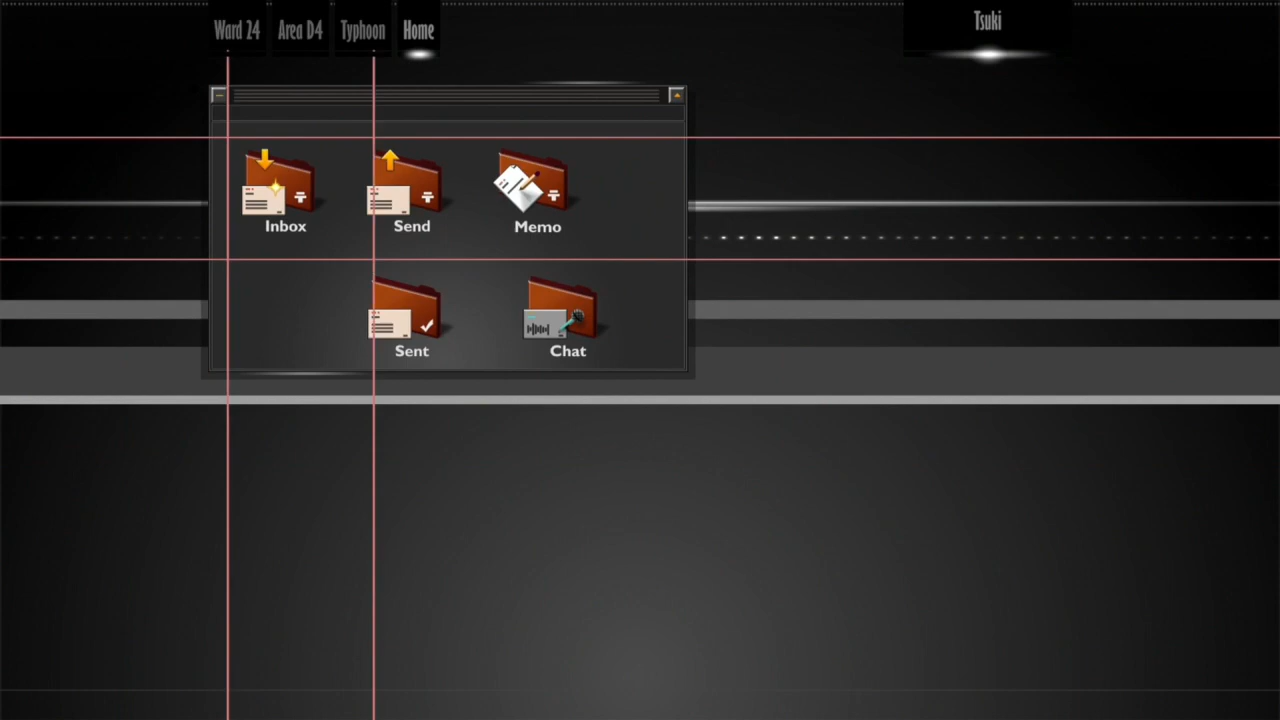 Ward 24
Area D4
Typhoon
Home
Tsuki
Inbox
Send
Memo
Sent
Chat